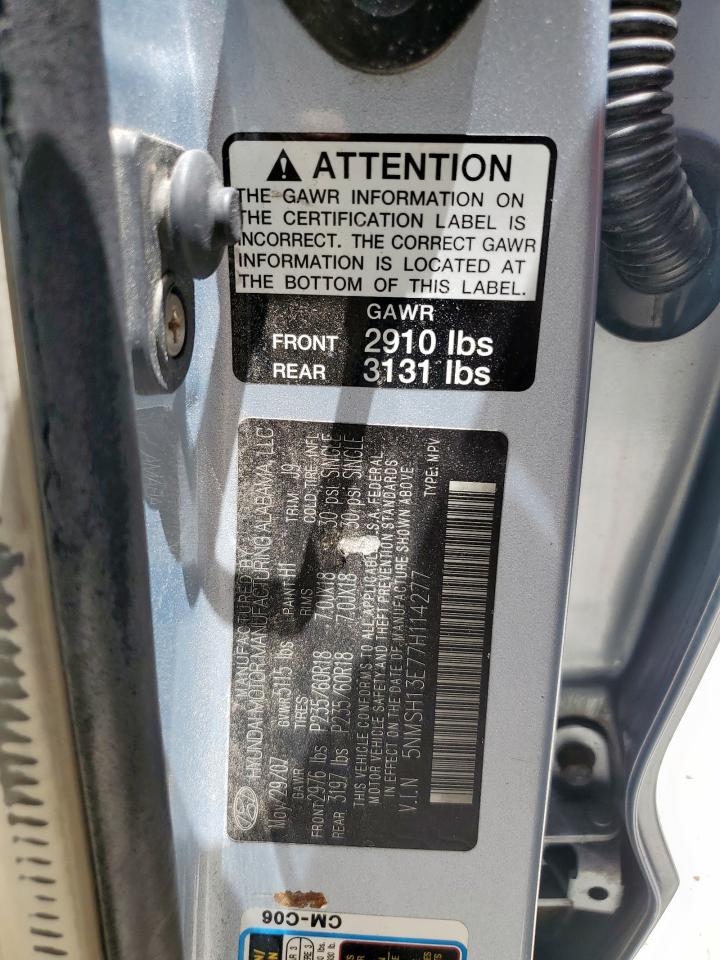 ATTENTION
THE GAWR INFORMATION ON
THE CERTIFICATION LABEL IS
INCORRECT. THE CORRECT GAWR
INFORMATION IS LOCATED AT
THE BOTTOM OF THIS LABEL.
GAWR
FRONT 2910 lbs
REAR 3131 lbs
MANUFACTURED BY
HYUNDAI MOTOR MANUFACTURING ALABAMA, LLC
May/29/07 GVWR 5115 lbs PAINT H1 TRIM J9
GAWR TIRES RIMS COLD TIRE INFL.
FRONT 2976 lbs P235/60R18 7.0JX18 30 psi SINGLE
REAR 3197 lbs P235/60R18 7.0JX18 30 psi SINGLE
THIS VEHICLE CONFORMS TO ALL APPLICABLE U.S.A. FEDERAL
MOTOR VEHICLE SAFETY AND THEFT PREVENTION STANDARDS
IN EFFECT ON THE DATE OF MANUFACTURE SHOWN ABOVE
V.I.N 5NMSH13E77H114277 TYPE: MPV
CM-C06